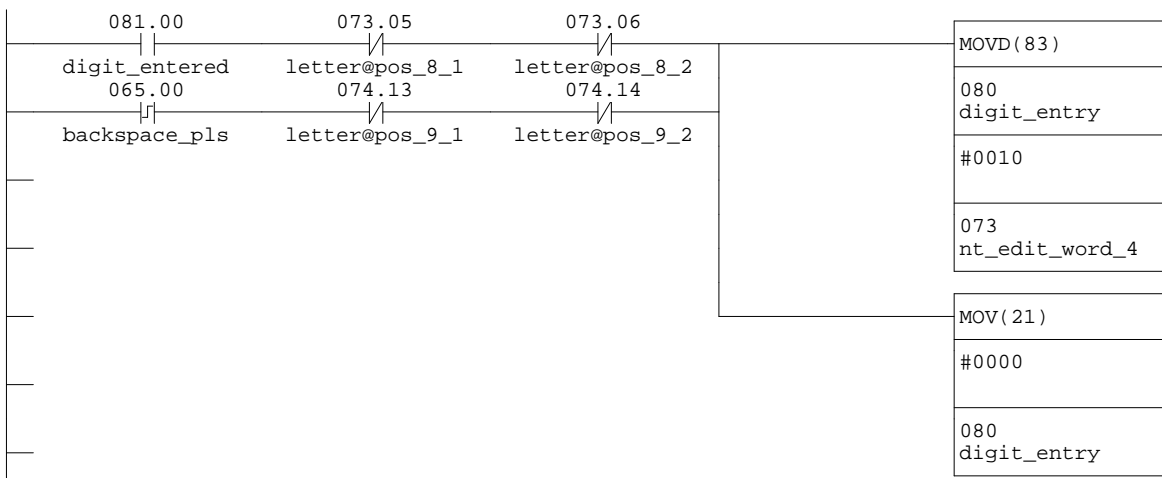 081.00 073.05 073.06
digit_entered letter@pos_8_1 letter@pos_8_2
065.00 074.13 074.14
backspace_pls letter@pos_9_1 letter@pos_9_2
MOVD(83)
080
digit_entry
#0010
073
nt_edit_word_4
MOV(21)
#0000
080
digit_entry